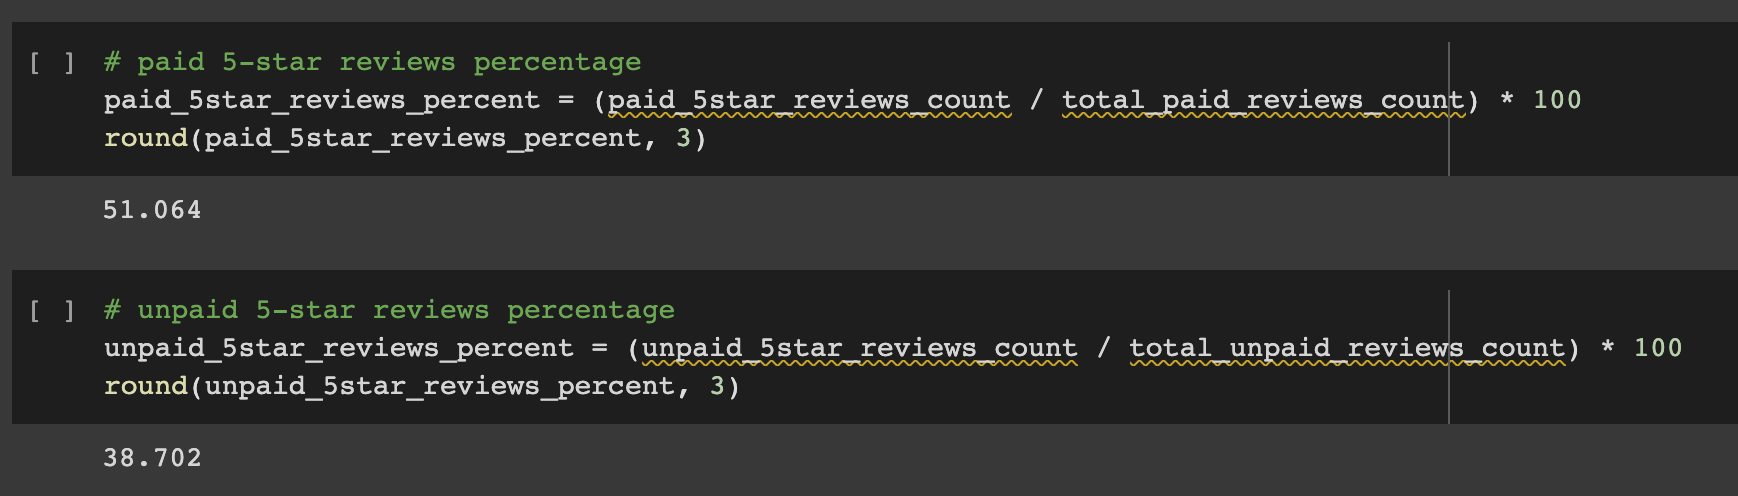 [ ] # paid 5-star reviews percentage
paid_5star_reviews_percent = (paid_5star_reviews_count / total_paid_reviews_count) * 100
round(paid_5star_reviews_percent, 3)
51.064
[ ] # unpaid 5-star reviews percentage
unpaid_5star_reviews_percent = (unpaid_5star_reviews_count / total_unpaid_reviews_count) * 100
round(unpaid_5star_reviews_percent, 3)
38.702